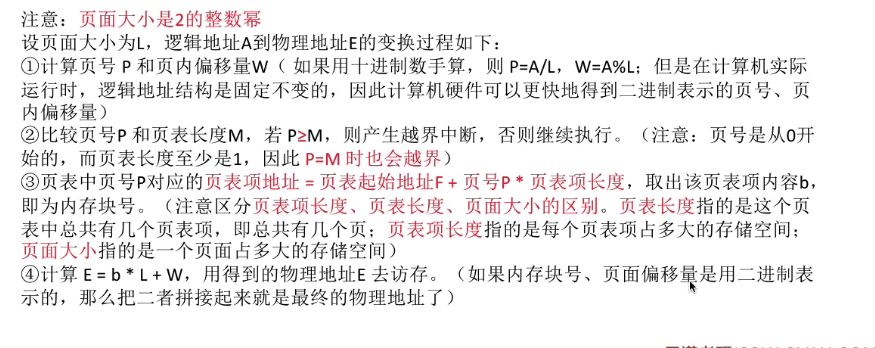 注意：页面大小是2的整数幂
设页面大小为L，逻辑地址A到物理地址E的变换过程如下：
①计算页号 P 和页内偏移量W（ 如果用十进制数手算，则 P=A/L，W=A%L；但是在计算机实际
运行时，逻辑地址结构是固定不变的，因此计算机硬件可以更快地得到二进制表示的页号、页
内偏移量）
②比较页号P 和页表长度M，若 P≥M，则产生越界中断，否则继续执行。（注意：页号是从0开
始的，而页表长度至少是1，因此 P=M 时也会越界）
③页表中页号P对应的页表项地址 = 页表起始地址F + 页号P * 页表项长度，取出该页表项内容b，
即为内存块号。（注意区分页表项长度、页表长度、页面大小的区别。页表长度指的是这个页
表中总共有几个页表项，即总共有几个页；页表项长度指的是每个页表项占多大的存储空间；
页面大小指的是一个页面占多大的存储空间）
④计算 E = b * L + W，用得到的物理地址E 去访存。（如果内存块号、页面偏移量是用二进制表
示的，那么把二者拼接起来就是最终的物理地址了）